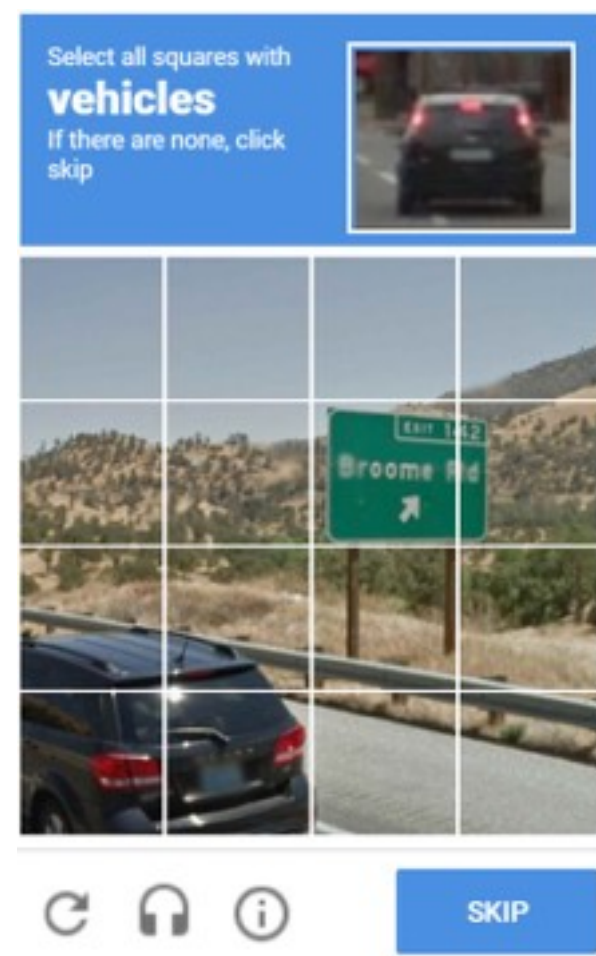 Select all squares with
vehicles
If there are none, click
skip
EXIT 142
Broome Rd
SKIP